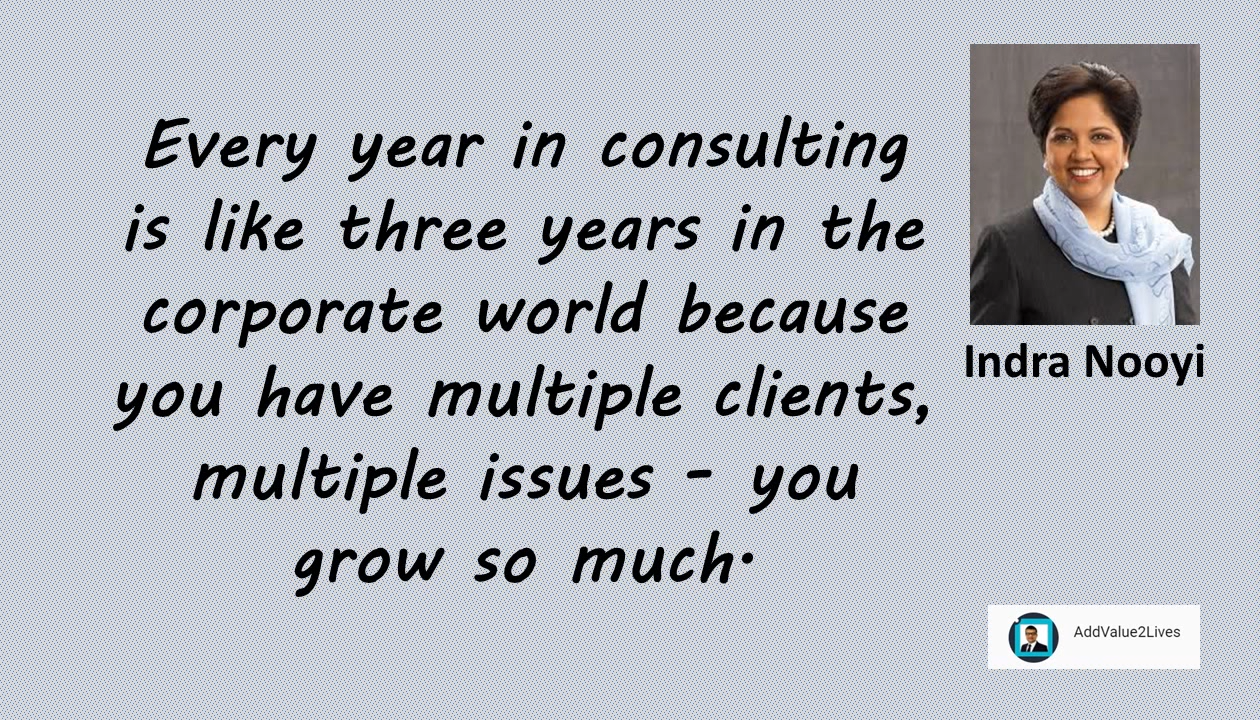 Every year in consulting
is like three years in the
corporate world because
you have multiple clients,
multiple issues - you
grow so much.
Indra Nooyi
AddValue2Lives